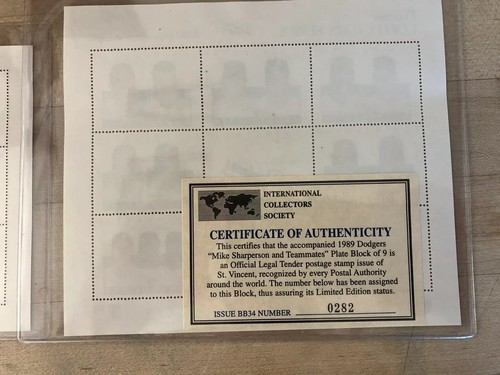 INTERNATIONAL
COLLECTORS
SOCIETY
CERTIFICATE OF AUTHENTICITY
This certifies that the accompanied 1989 Dodgers
"Mike Sharperson and Teammates" Plate Block of 9 is
an Official Legal Tender postage stamp issue of
St. Vincent, recognized by every Postal Authority
around the world. The number below has been assigned
to this Block, thus assuring its Limited Edition status.
ISSUE BB34 NUMBER 0282